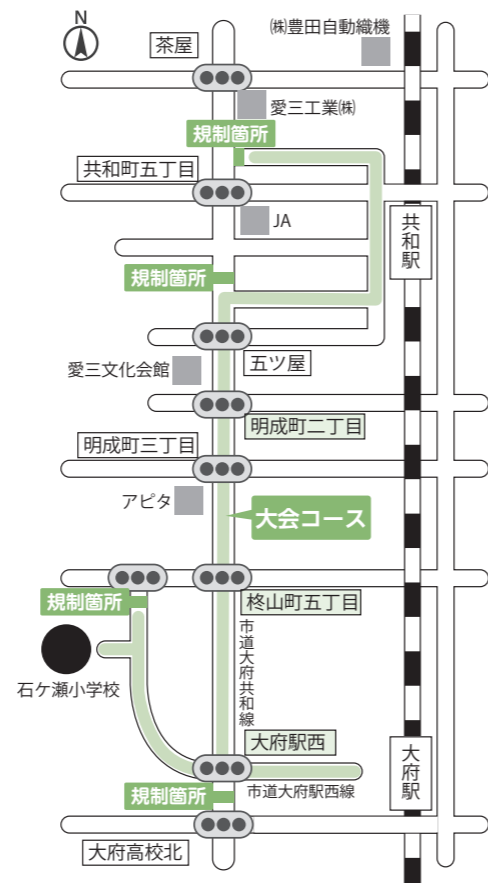 N
㈱豊田自動織機
茶屋
愛三工業㈱
規制箇所
共和町五丁目
JA
共和駅
規制箇所
五ツ屋
愛三文化会館
明成町二丁目
明成町三丁目
アピタ
大会コース
規制箇所
柊山町五丁目
市道大府共和線
石ケ瀬小学校
大府駅西
大府駅
市道大府駅西線
規制箇所
大府高校北